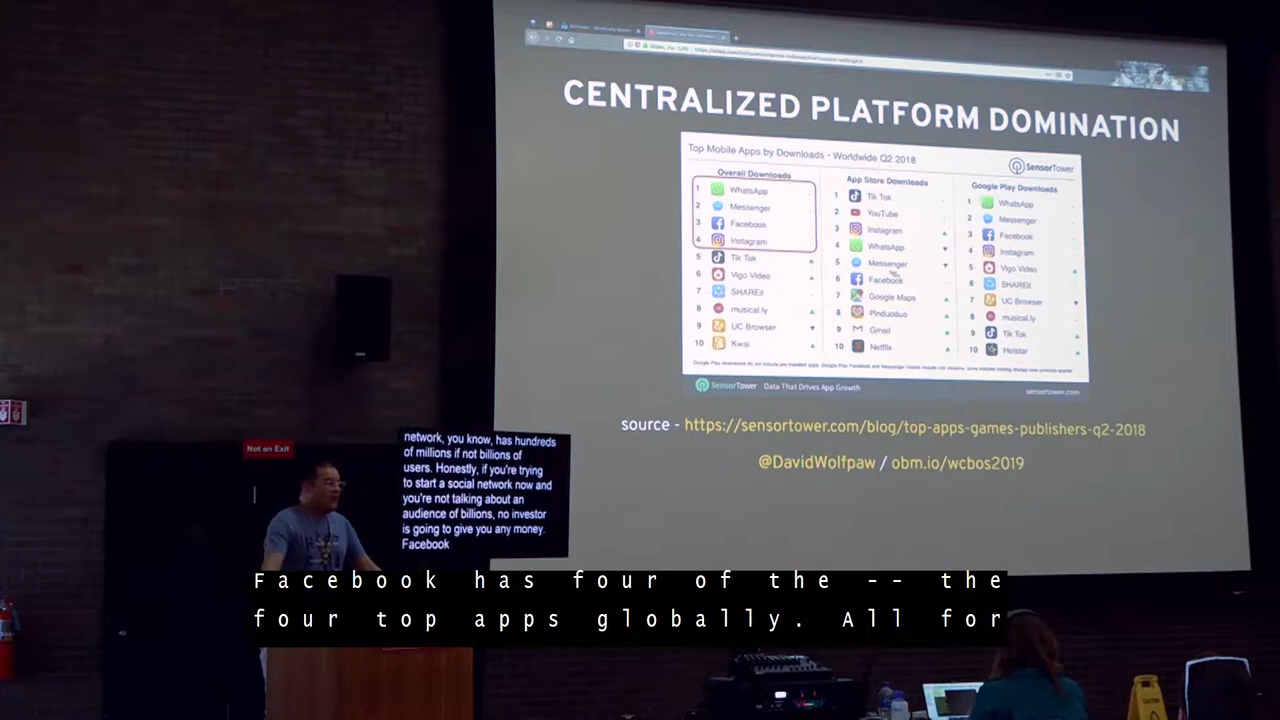 CENTRALIZED PLATFORM DOMINATION
Top Mobile Apps by Downloads • Worldwide Q2 2018
SensorTower
Overall Downloads
1 WhatsApp
2 Messenger
3 Facebook
4 Instagram
5 Tik Tok
6 Vigo Video
7 SHAREit
8 musical.ly
9 UC Browser
10 Kwai
App Store Downloads
1 Tik Tok
2 YouTube
3 Instagram
4 WhatsApp
5 Messenger
6 Facebook
7 Google Maps
8 Pinduoduo
9 Gmail
10 Netflix
Google Play Downloads
1 WhatsApp
2 Messenger
3 Facebook
4 Instagram
5 Vigo Video
6 SHAREit
7 UC Browser
8 musical.ly
9 Tik Tok
10 Hotstar
SensorTower Data That Drives App Growth
sensortower.com
source - https://sensortower.com/blog/top-apps-games-publishers-q2-2018
@DavidWolfpaw / obm.io/wcbos2019
Not an Exit
network, you know, has hundreds
of millions if not billions of
users. Honestly, if you're trying
to start a social network now and
you're not talking about an
audience of billions, no investor
is going to give you any money.
Facebook
Facebook has four of the -- the
four top apps globally. All for
CAUTION